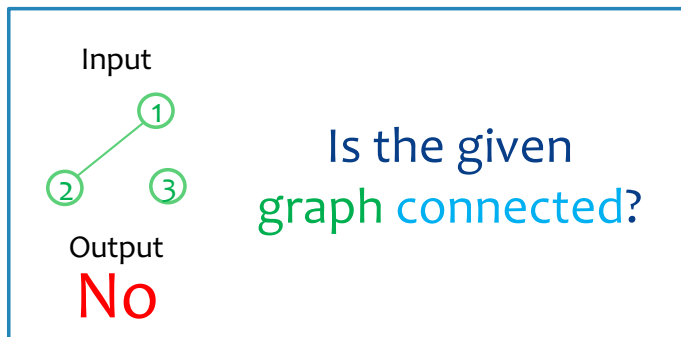 Input
1
2
3
Output
No
Is the given
graph connected?